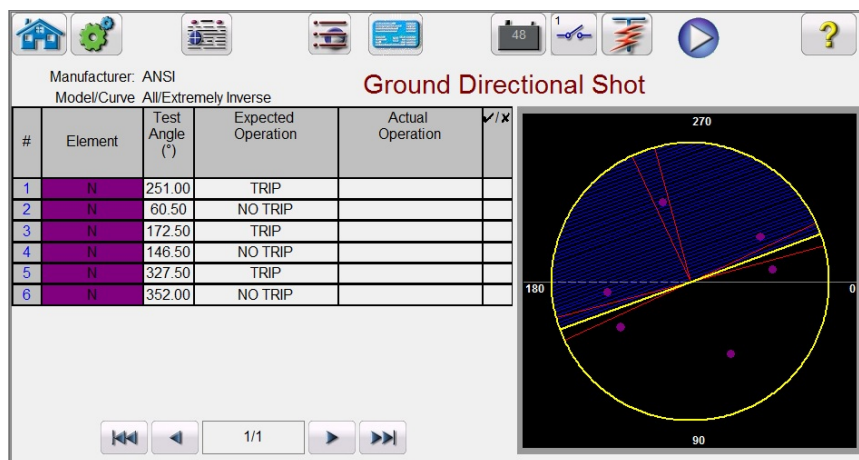 48
1
?
Manufacturer: ANSI
Model/Curve All/Extremely Inverse
Ground Directional Shot
# Element Test Angle (°) Expected Operation Actual Operation ✔/✘
1 N 251.00 TRIP
2 N 60.50 NO TRIP
3 N 172.50 TRIP
4 N 146.50 NO TRIP
5 N 327.50 TRIP
6 N 352.00 NO TRIP
270
180
0
90
1/1